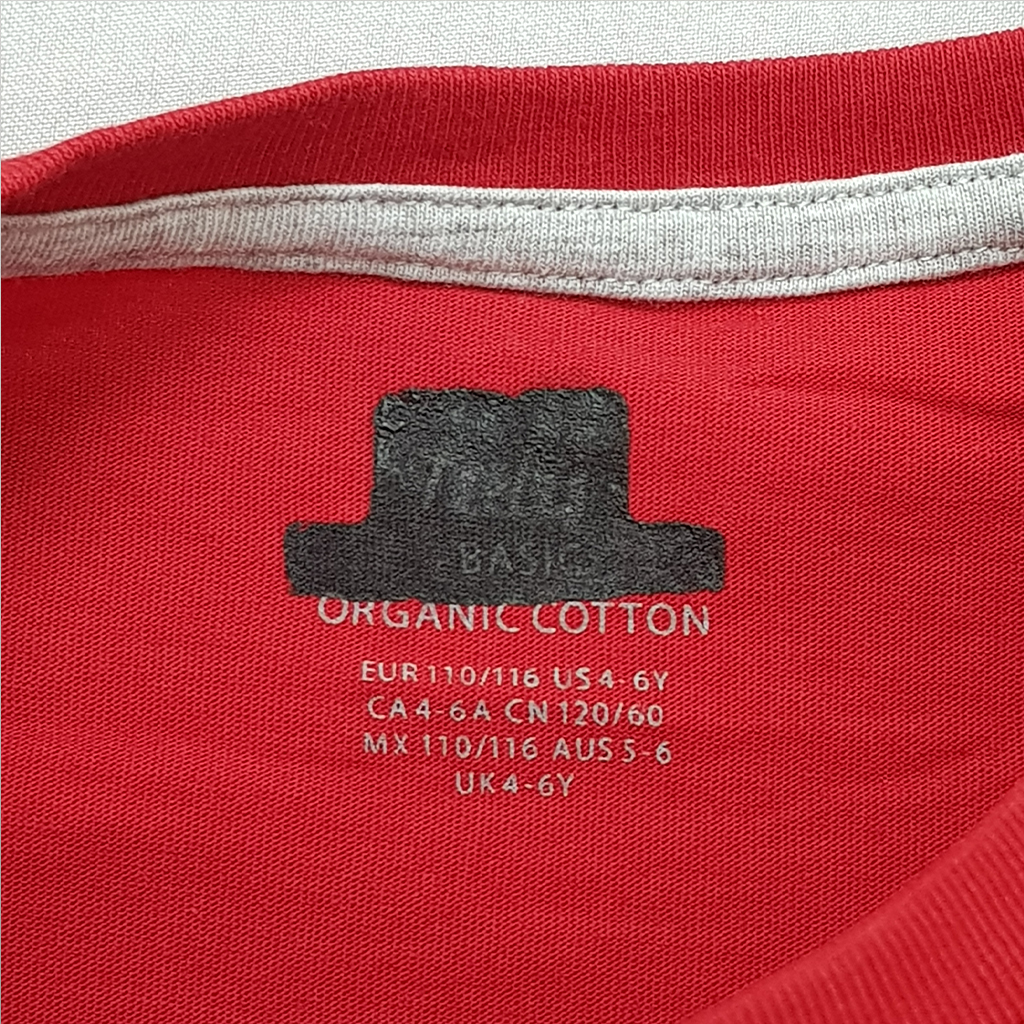 BASIC
ORGANIC COTTON
EUR 110/116 US 4-6Y
CA 4-6A CN 120/60
MX 110/116 AUS 5-6
UK 4-6Y